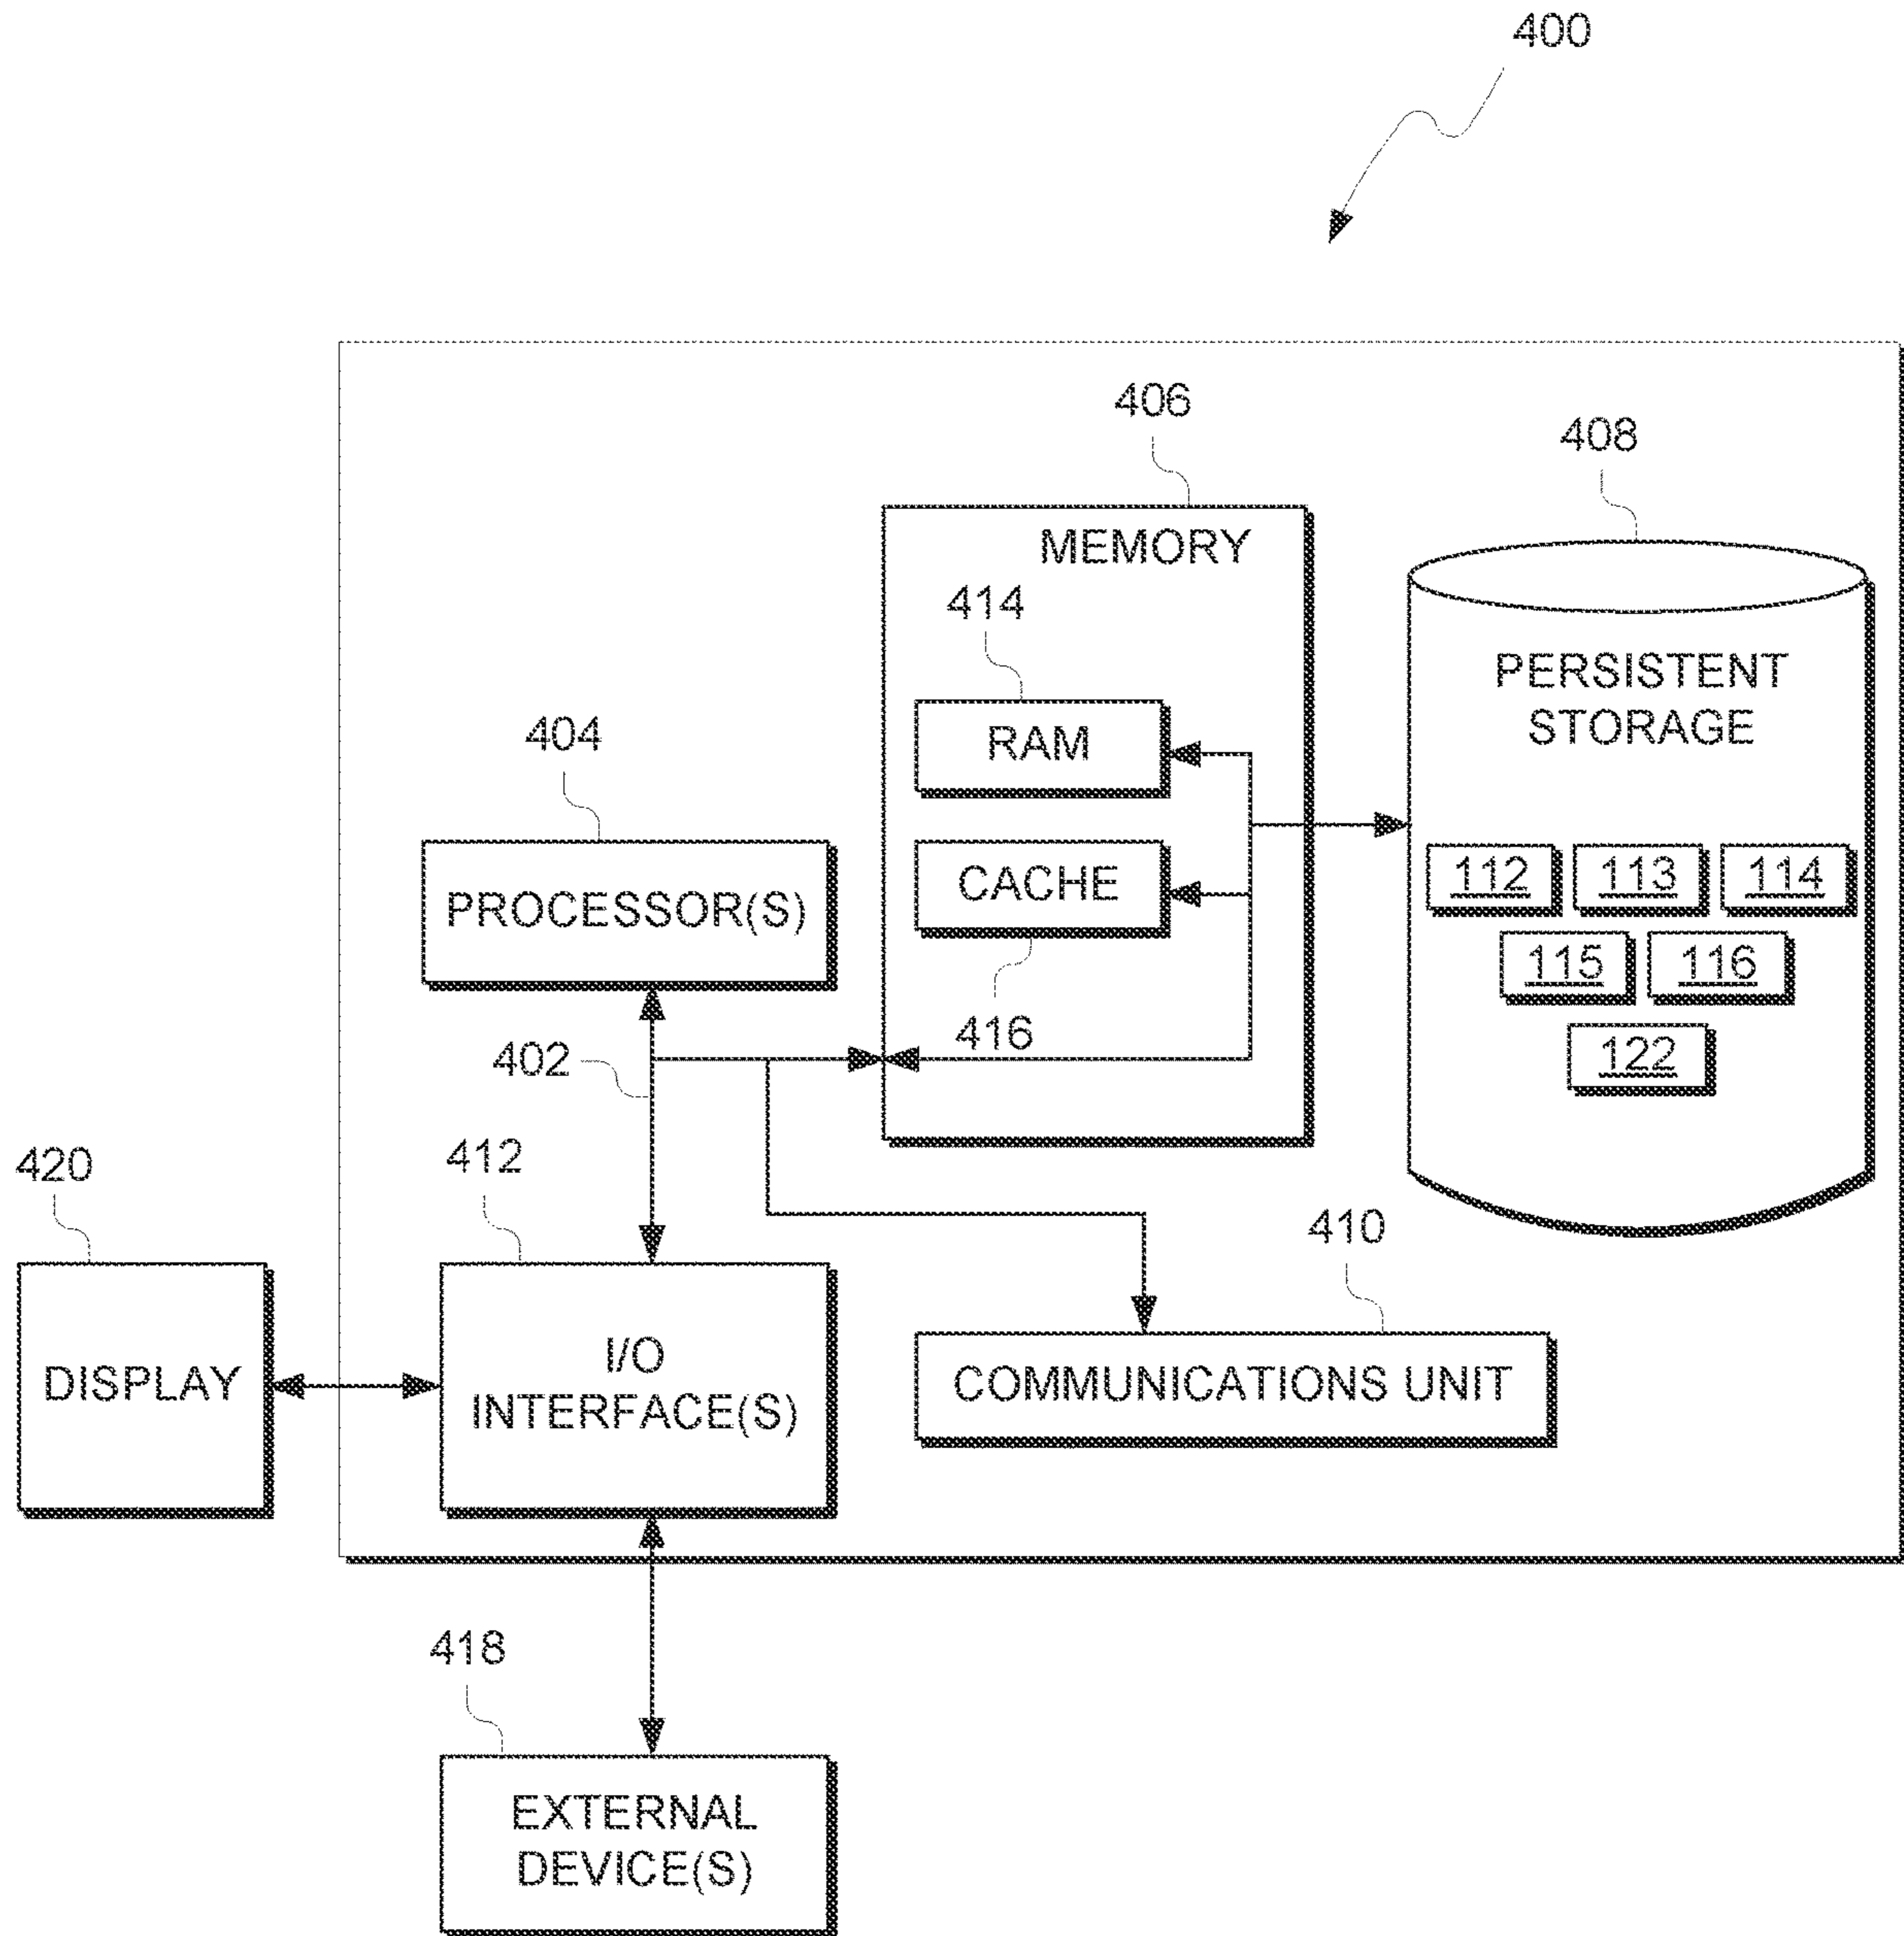 400
406
408
MEMORY
414
RAM
PERSISTENT
STORAGE
404
PROCESSOR(S)
CACHE
416
112 113 114
115 116
122
402
420
412
410
DISPLAY
I/O
INTERFACE(S)
COMMUNICATIONS UNIT
418
EXTERNAL
DEVICE(S)